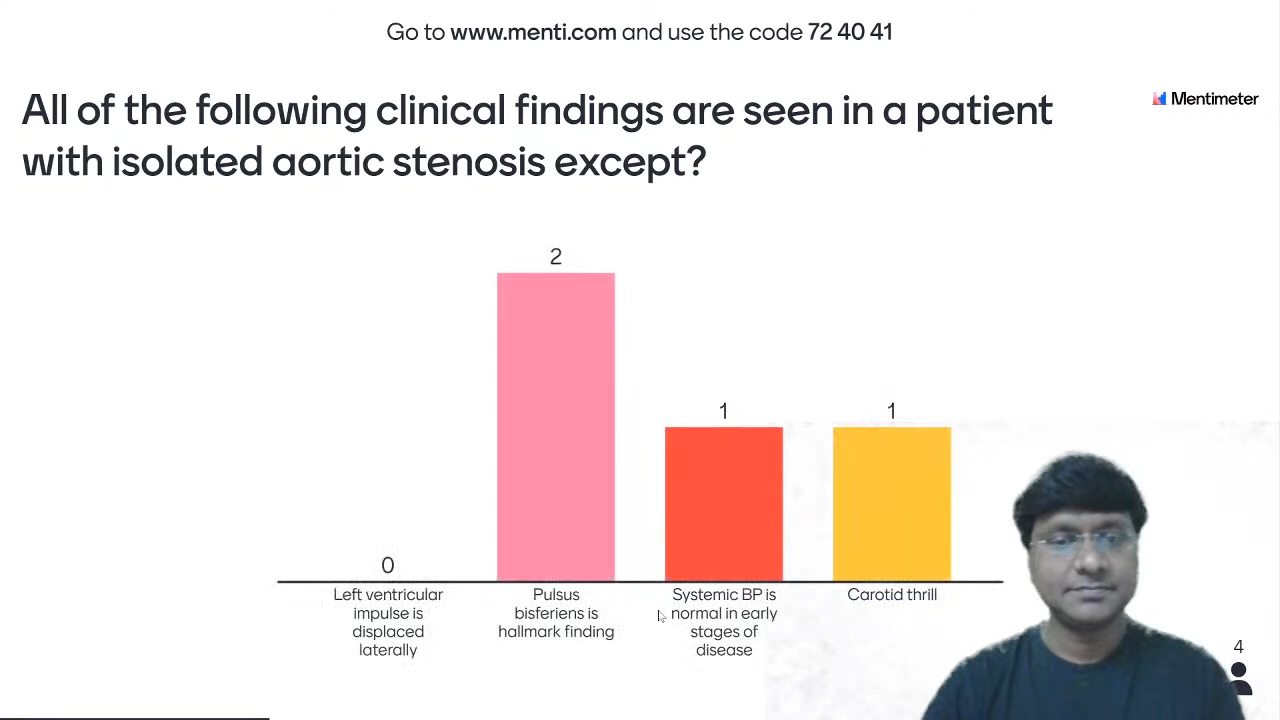 Go to www.menti.com and use the code 72 40 41
All of the following clinical findings are seen in a patient
with isolated aortic stenosis except?
Mentimeter
2
1
1
0
Left ventricular
impulse is
displaced
laterally
Pulsus
bisferiens is
hallmark finding
Systemic BP is
normal in early
stages of
disease
Carotid thrill
4